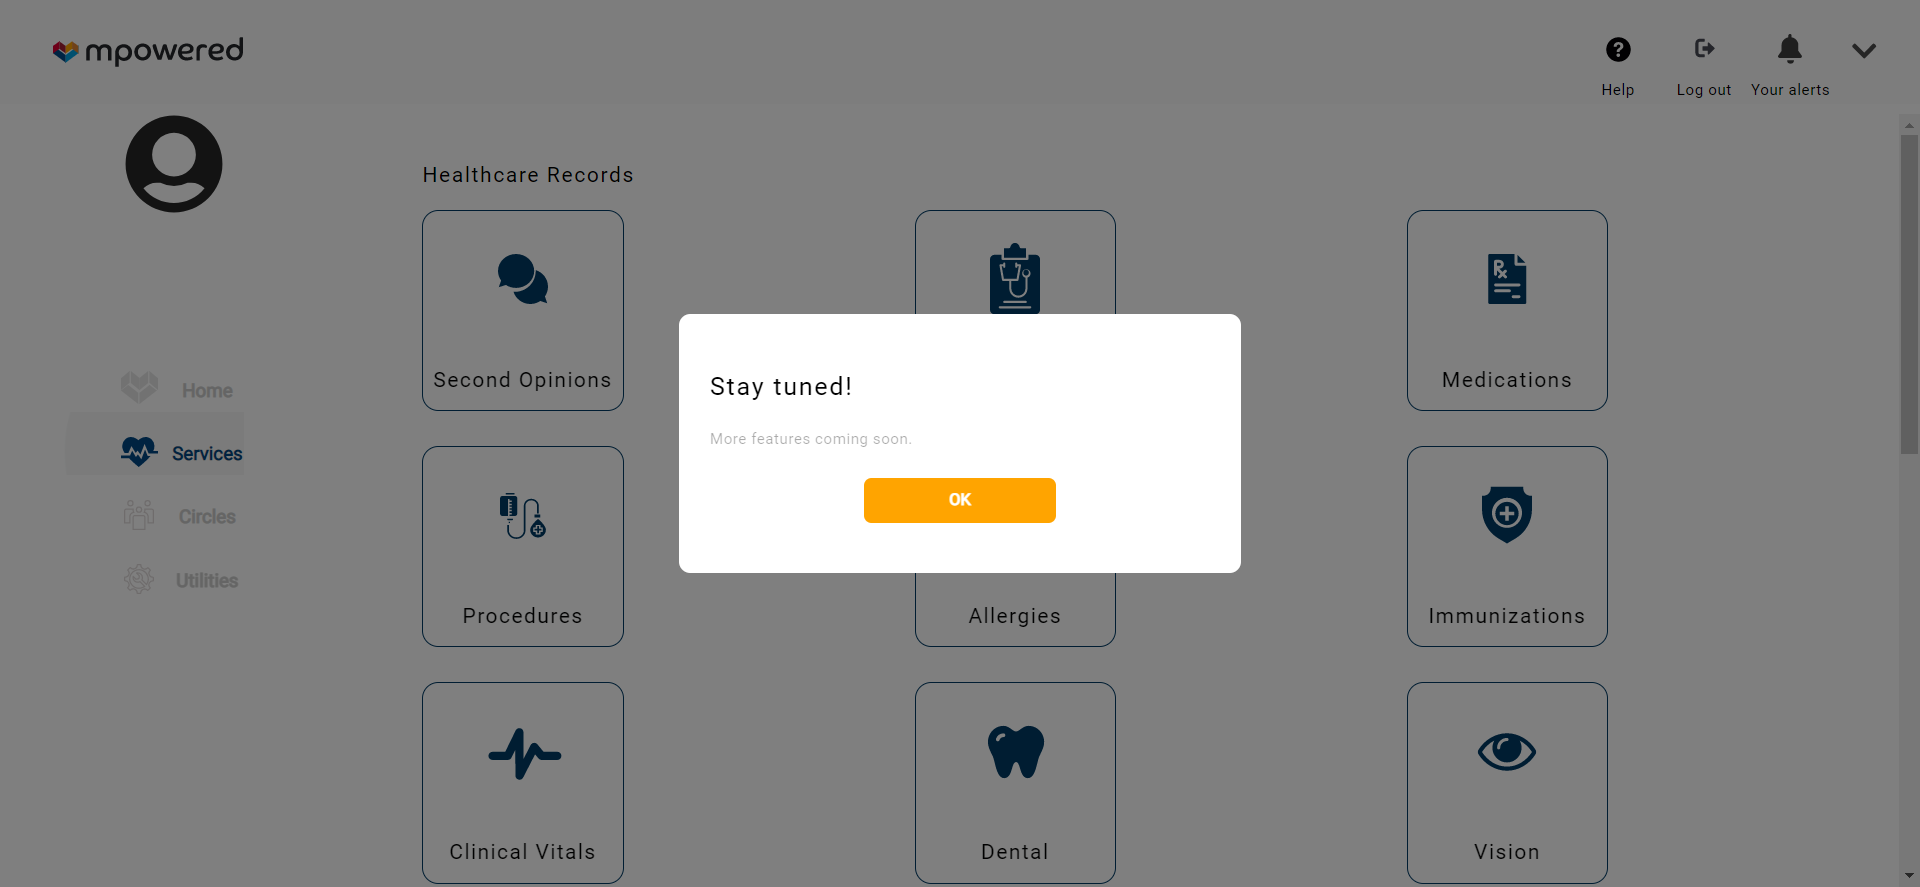 mpowered
Help
Log out
Your alerts
Healthcare Records
Second Opinions
Rx
Medications
Home
Services
Circles
Utilities
Stay tuned!
More features coming soon.
OK
Procedures
Allergies
Immunizations
Clinical Vitals
Dental
Vision